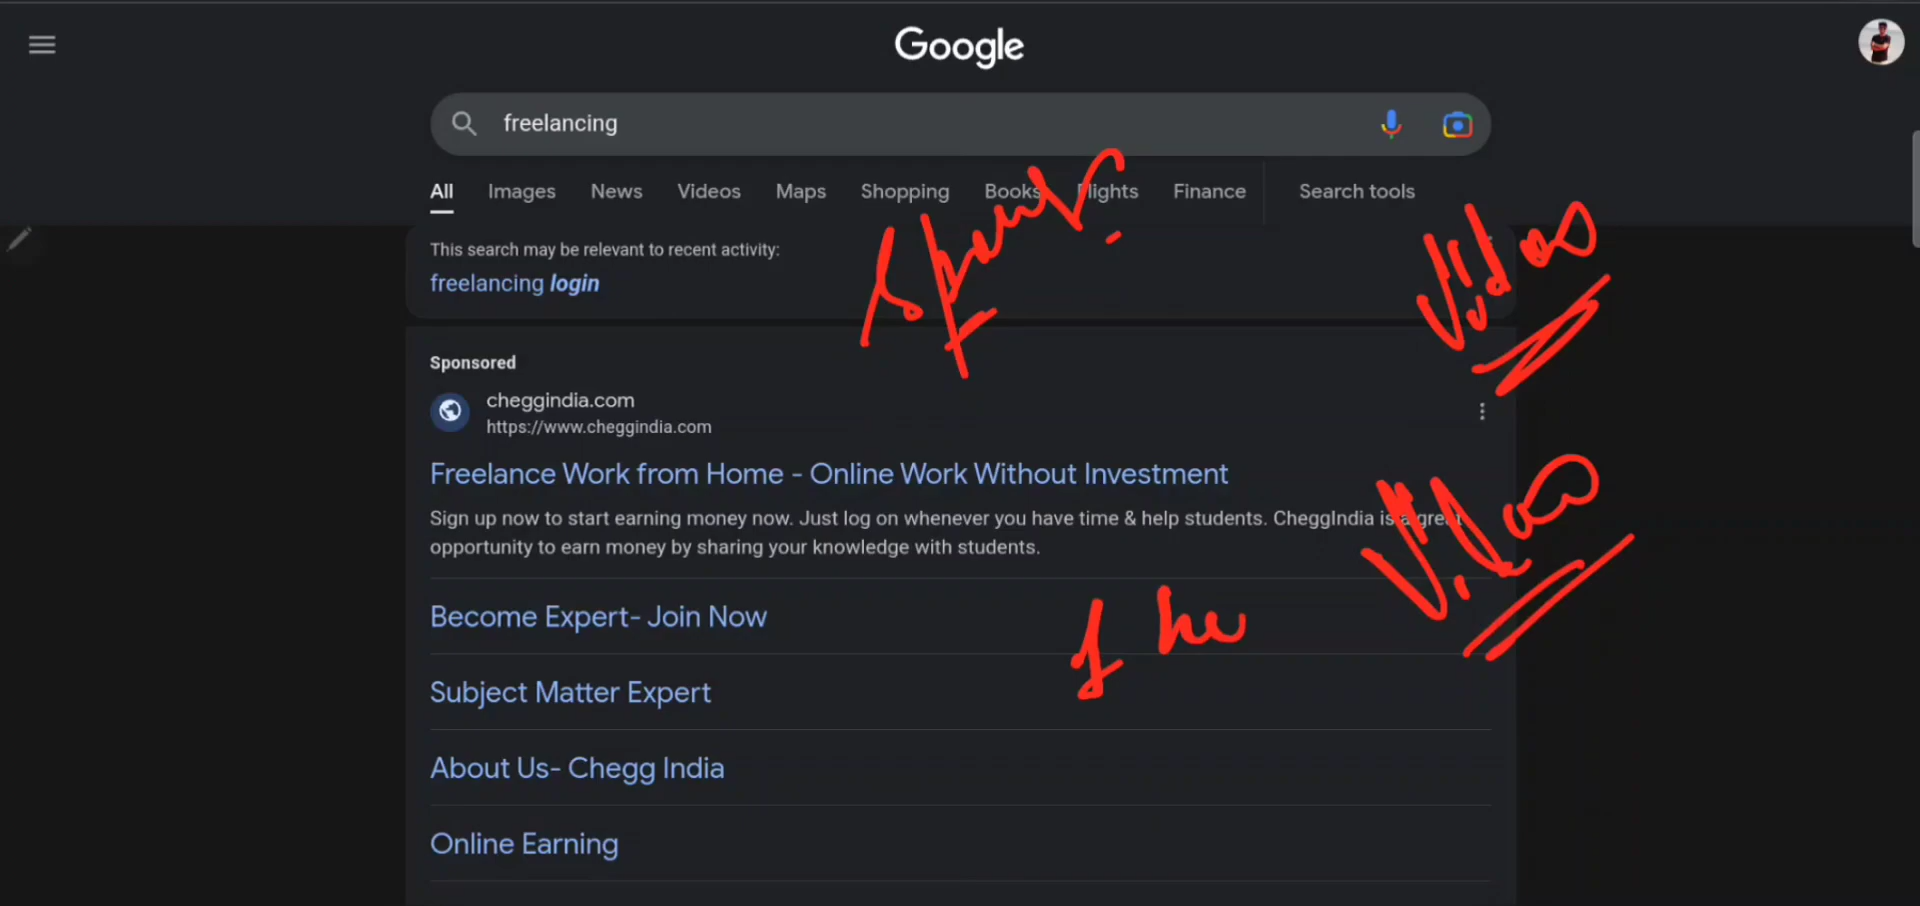 Google
freelancing
All Images News Videos Maps Shopping Books Flights Finance Search tools
This search may be relevant to recent activity:
freelancing login
Sponsored
cheggindia.com
https://www.cheggindia.com
Freelance Work from Home - Online Work Without Investment
Sign up now to start earning money now. Just log on whenever you have time & help students. CheggIndia is a great
opportunity to earn money by sharing your knowledge with students.
Become Expert- Join Now
Subject Matter Expert
About Us- Chegg India
Online Earning